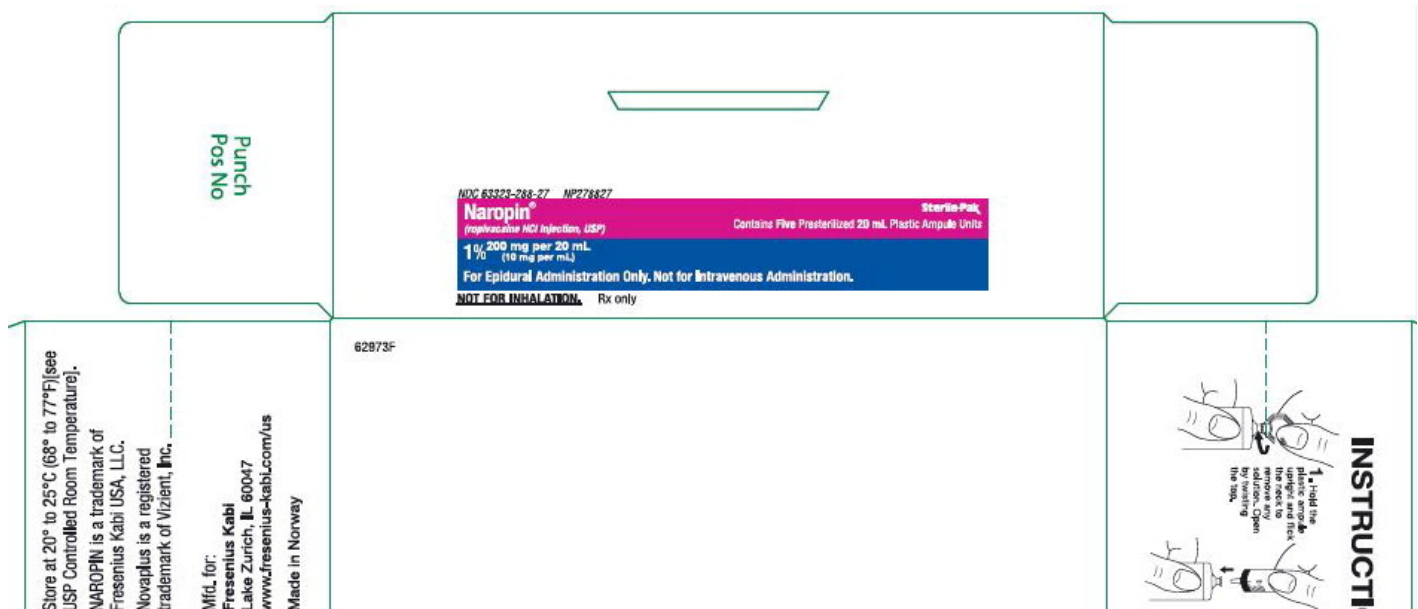 Punch
Pos No
NDC 63323-288-27 NP278827
Naropin®
(ropivacaine HCl Injection, USP)
Sterile-Pak
Contains Five Presterilized 20 mL Plastic Ampule Units
1% 200 mg per 20 mL
(10 mg per mL)
For Epidural Administration Only. Not for Intravenous Administration.
NOT FOR INHALATION. Rx only
62973F
Store at 20° to 25°C (68° to 77°F)[see
USP Controlled Room Temperature].
NAROPIN is a trademark of
Fresenius Kabi USA, LLC.
Novaplus is a registered
trademark of Vizient, Inc.
Mfd. for:
Fresenius Kabi
Lake Zurich, IL 60047
www.fresenius-kabi.com/us
Made in Norway
INSTRUCTI
1. Hold the
plastic ampule
upright and flick
the neck to
remove any
solution. Open
by twisting
the top.